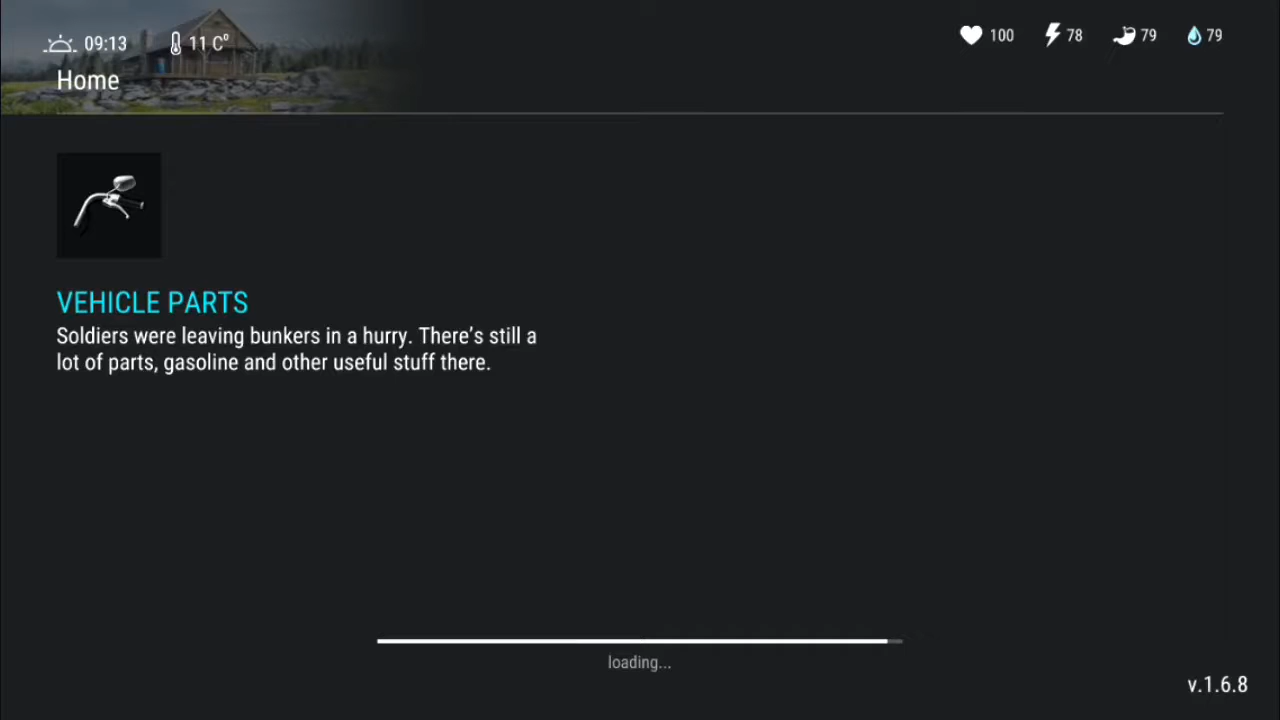 09:13 11 C°
100 78 79 79
Home
VEHICLE PARTS
Soldiers were leaving bunkers in a hurry. There's still a
lot of parts, gasoline and other useful stuff there.
loading...
v.1.6.8